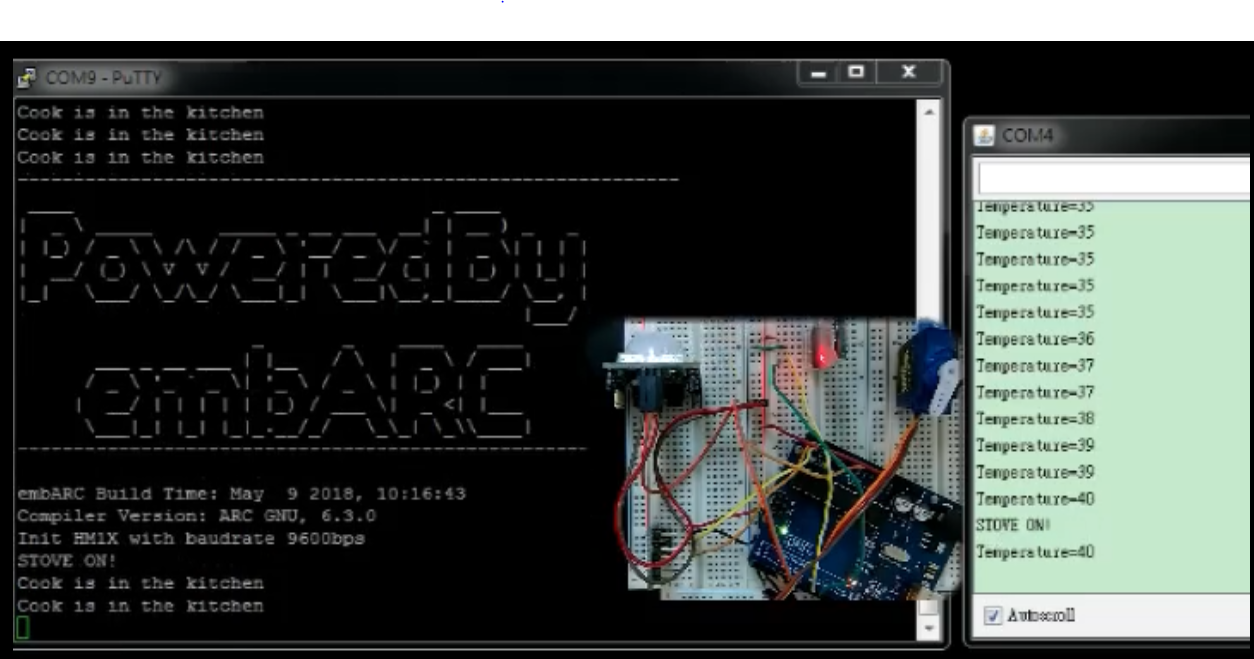 COM9 - PuTTY
Cook is in the kitchen
Cook is in the kitchen
Cook is in the kitchen
PoweredBy
embARC
embARC Build Time: May 9 2018, 10:16:43
Compiler Version: ARC GNU, 6.3.0
Init HM1X with baudrate 9600bps
STOVE ON!
Cook is in the kitchen
Cook is in the kitchen
COM4
Temperature=35
Temperature=35
Temperature=35
Temperature=35
Temperature=35
Temperature=36
Temperature=37
Temperature=37
Temperature=38
Temperature=39
Temperature=39
Temperature=40
STOVE ON!
Temperature=40
Autoscroll